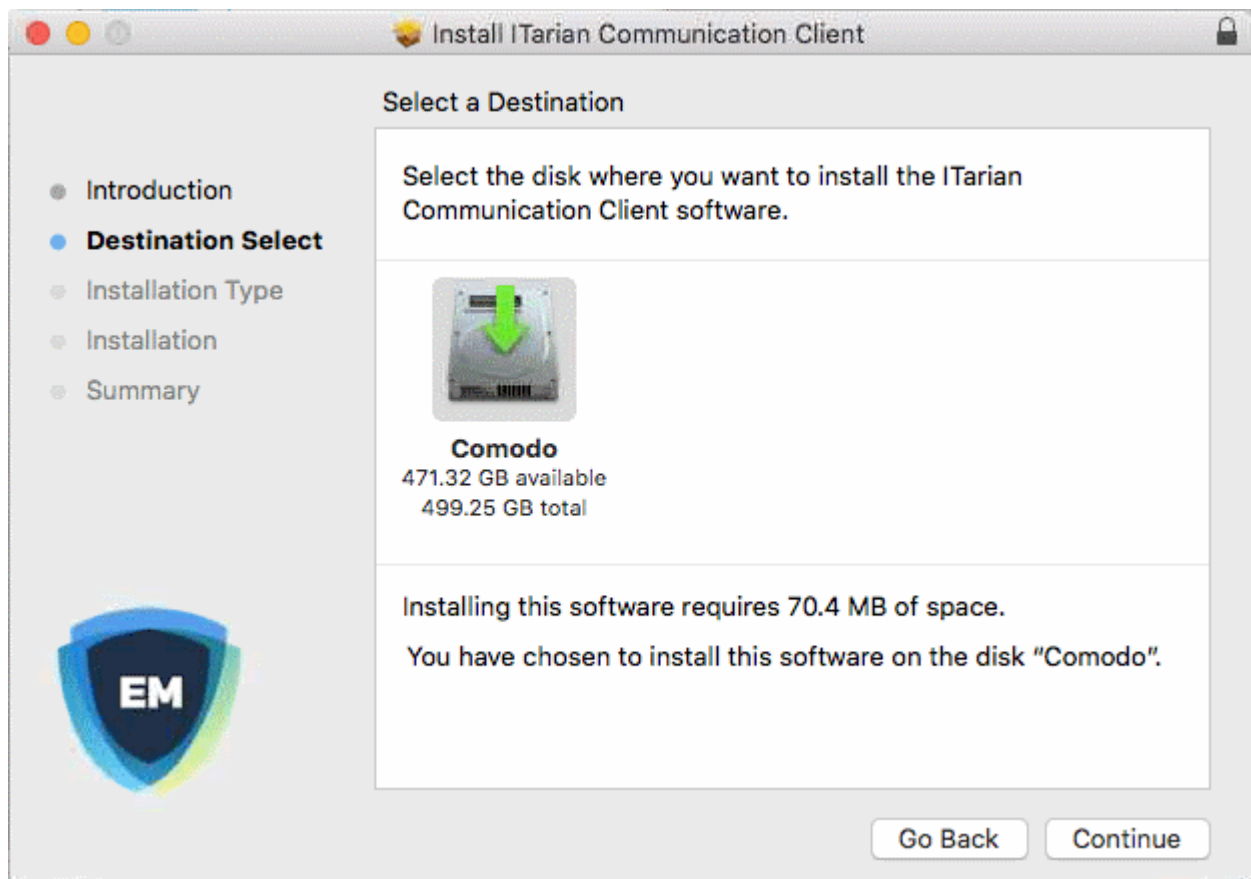 Install ITarian Communication Client
Select a Destination
Introduction
Destination Select
Installation Type
Installation
Summary
Select the disk where you want to install the ITarian
Communication Client software.
Comodo
471.32 GB available
499.25 GB total
Installing this software requires 70.4 MB of space.
You have chosen to install this software on the disk “Comodo”.
EM
Go Back
Continue